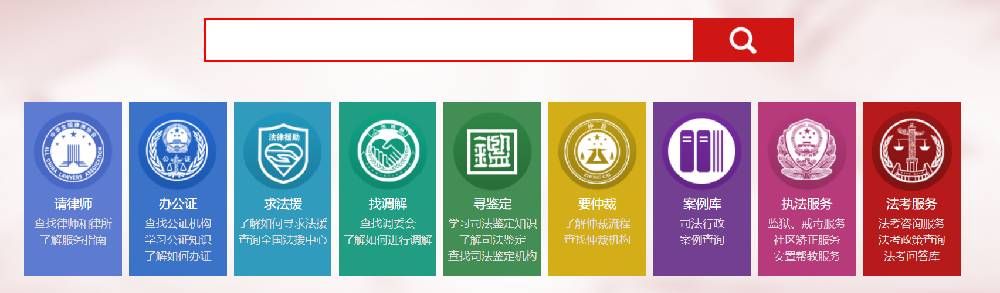 中华全国律师协会
ALL CHINA LAWYERS ASSOCIATION
请律师
查找律师和律所
了解服务指南
公证
办公证
查找公证机构
学习公证知识
了解如何办证
法律援助
求法援
了解如何寻求法援
查询全国法援中心
人民调解
找调解
查找调委会
了解如何进行调解
鑑
寻鉴定
学习司法鉴定知识
了解司法鉴定
查找司法鉴定机构
仲裁
ZHONG CAI
要仲裁
了解仲裁流程
查找仲裁机构
案例库
司法行政
案例查询
执法服务
监狱、戒毒服务
社区矫正服务
安置帮教服务
法考服务
法考咨询服务
法考政策查询
法考问答库